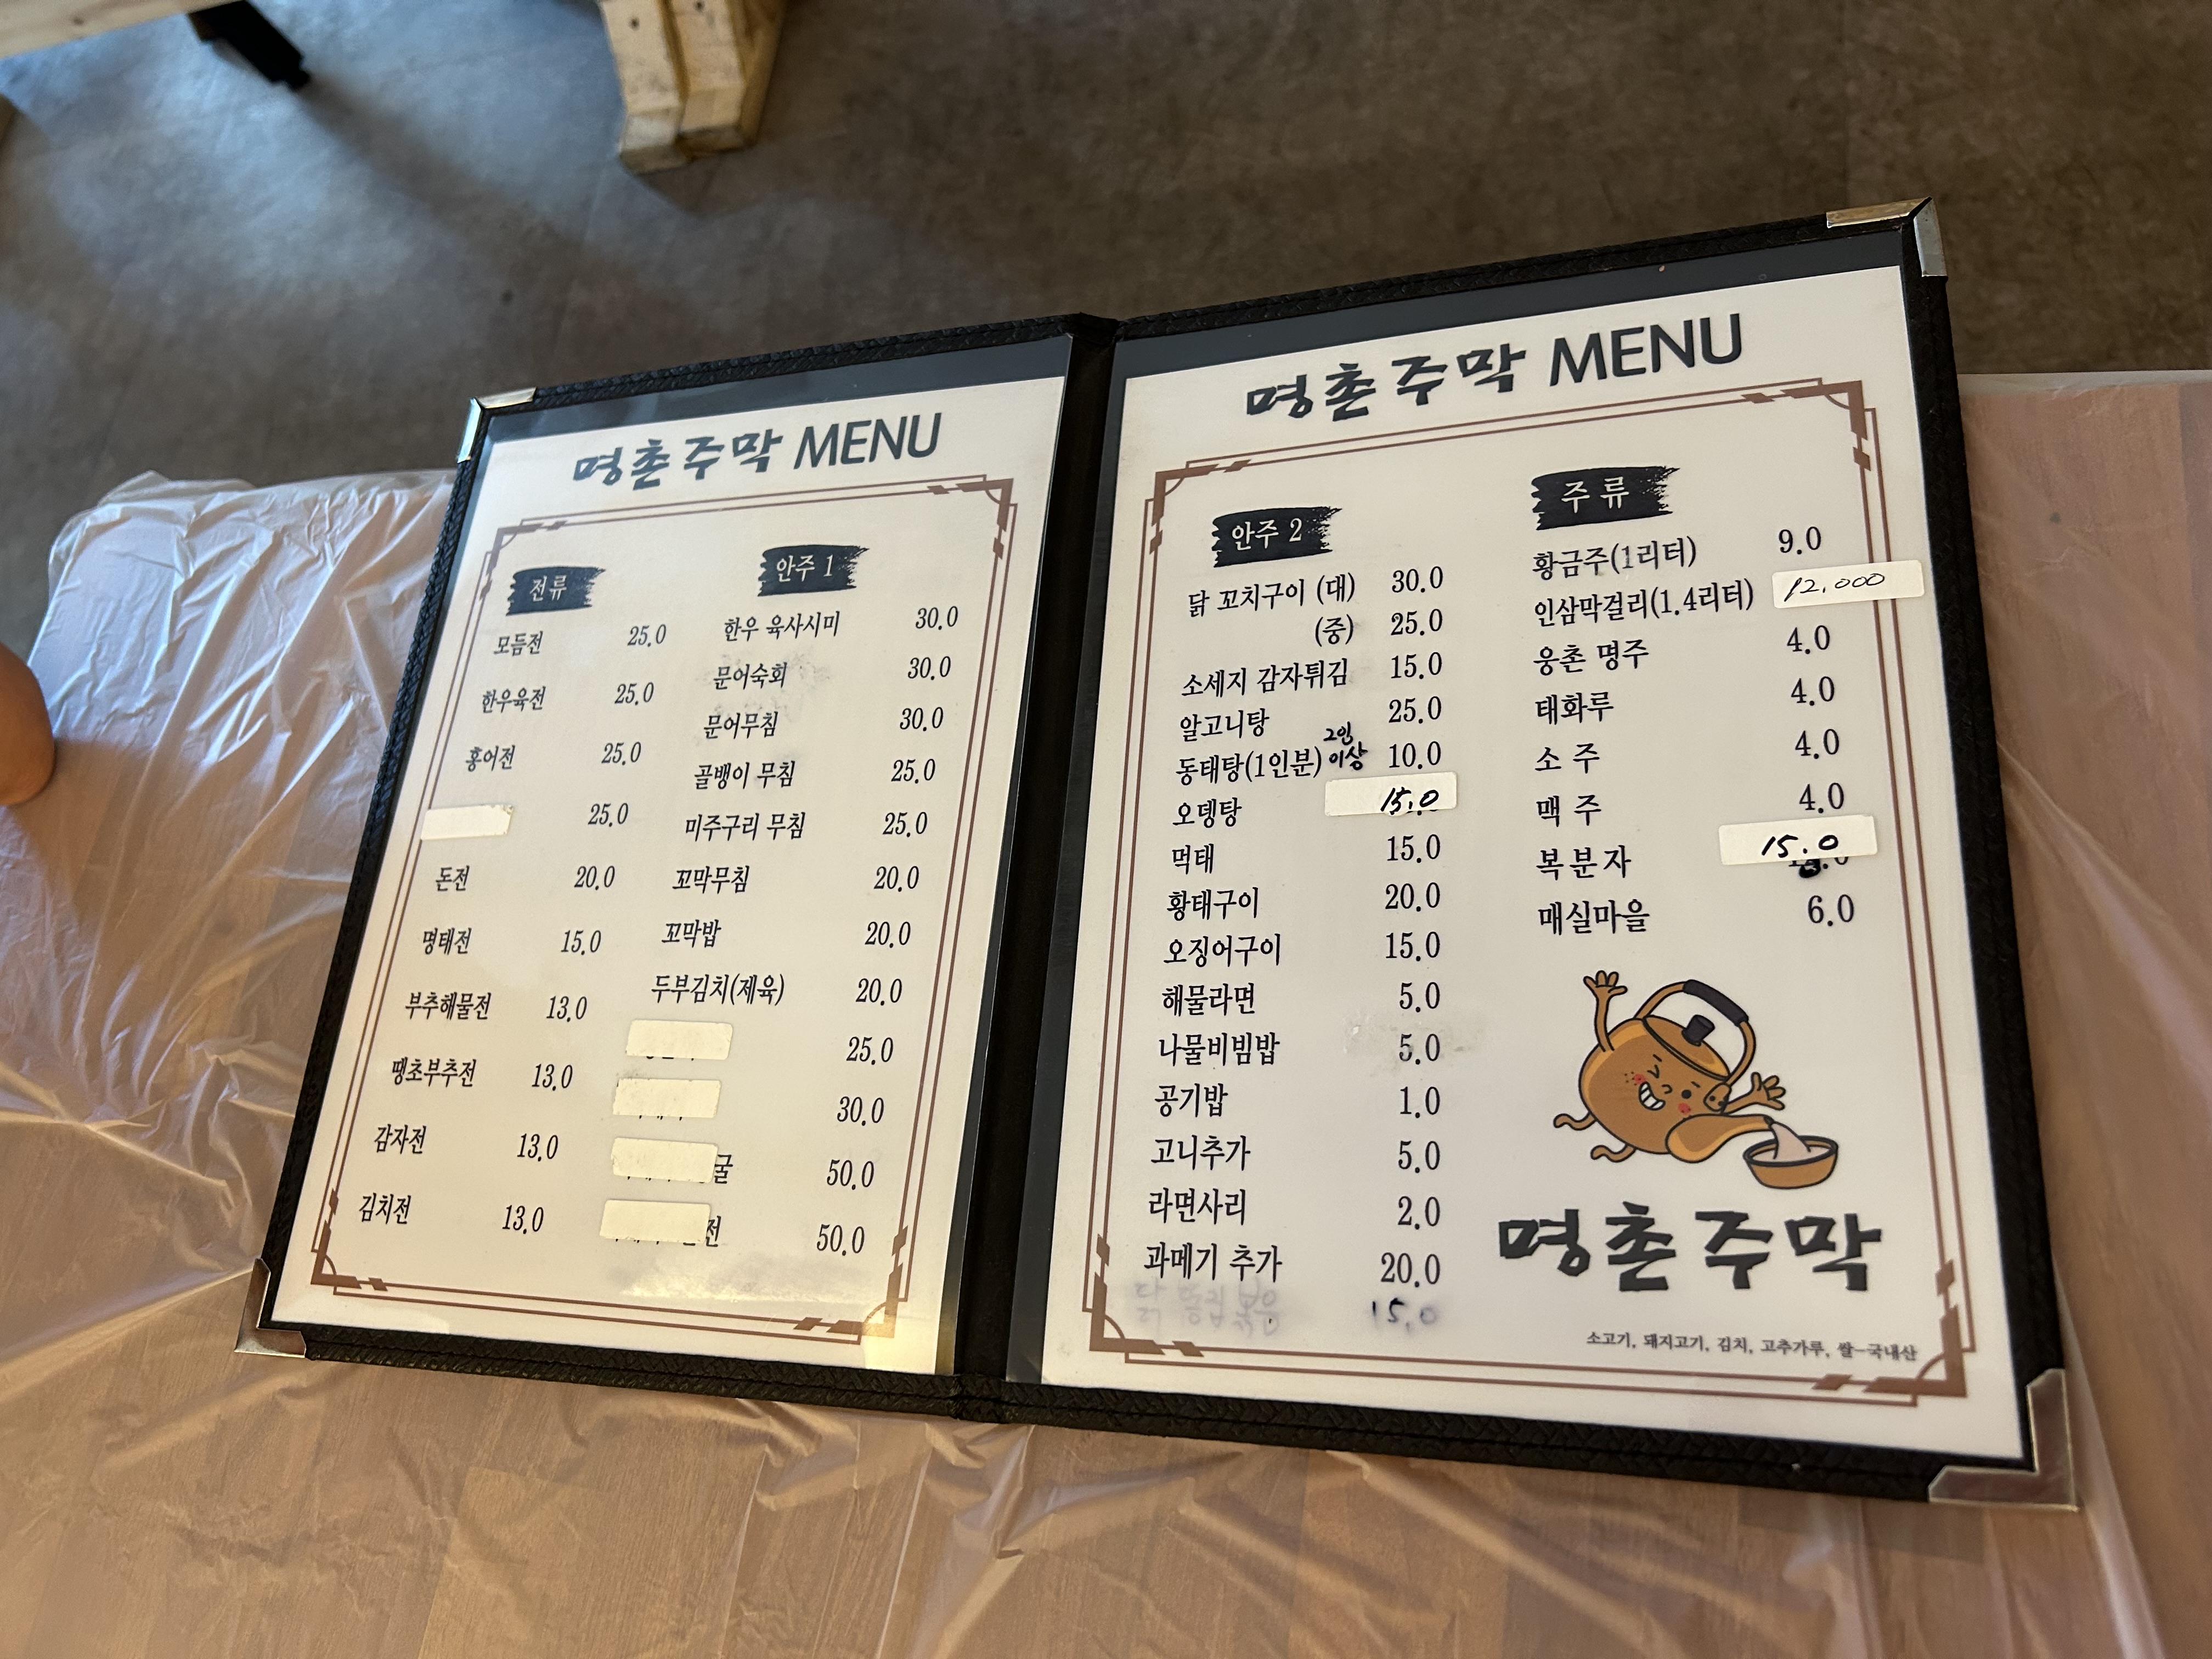 명촌주막 MENU
전류
모듬전 25.0
한우육전 25.0
홍어전 25.0
25.0
돈전 20.0
명태전 15.0
부추해물전 13.0
땡초부추전 13.0
감자전 13.0
김치전 13.0
안주 1
한우 육사시미 30.0
문어숙회 30.0
문어무침 30.0
골뱅이 무침 25.0
미주구리 무침 25.0
꼬막무침 20.0
꼬막밥 20.0
두부김치(제육) 20.0
25.0
30.0
굴 50.0
전 50.0
명촌주막 MENU
안주 2
닭 꼬치구이 (대) 30.0
(중) 25.0
소세지 감자튀김 15.0
알고니탕 25.0
동태탕(1인분) 2인 이상 10.0
오뎅탕 15.0
먹태 15.0
황태구이 20.0
오징어구이 15.0
해물라면 5.0
나물비빔밥 5.0
공기밥 1.0
고니추가 5.0
라면사리 2.0
과메기 추가 20.0
닭 똥집 볶음 15.0
주류
황금주(1리터) 9.0
인삼막걸리(1.4리터) 12,000
웅촌 명주 4.0
태화루 4.0
소 주 4.0
맥 주 4.0
복분자 15.0
매실마을 6.0
명촌주막
소고기, 돼지고기, 김치, 고추가루, 쌀-국내산